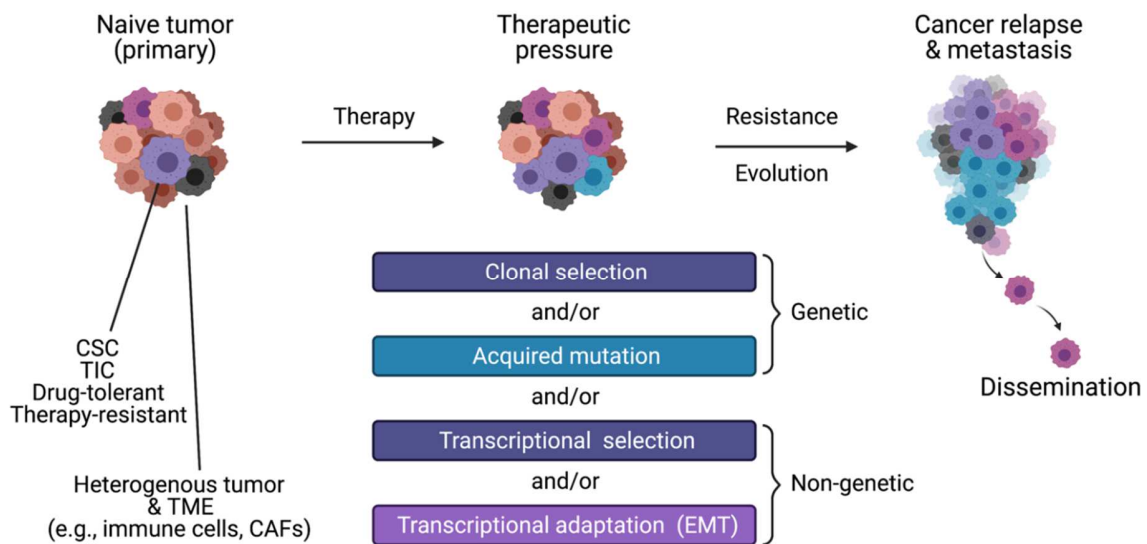 Naive tumor
(primary)
Therapeutic
pressure
Cancer relapse
& metastasis
Therapy
Resistance
Evolution
Clonal selection
and/or
Acquired mutation
Genetic
and/or
Transcriptional selection
and/or
Transcriptional adaptation (EMT)
Non-genetic
CSC
TIC
Drug-tolerant
Therapy-resistant
Heterogenous tumor
& TME
(e.g., immune cells, CAFs)
Dissemination